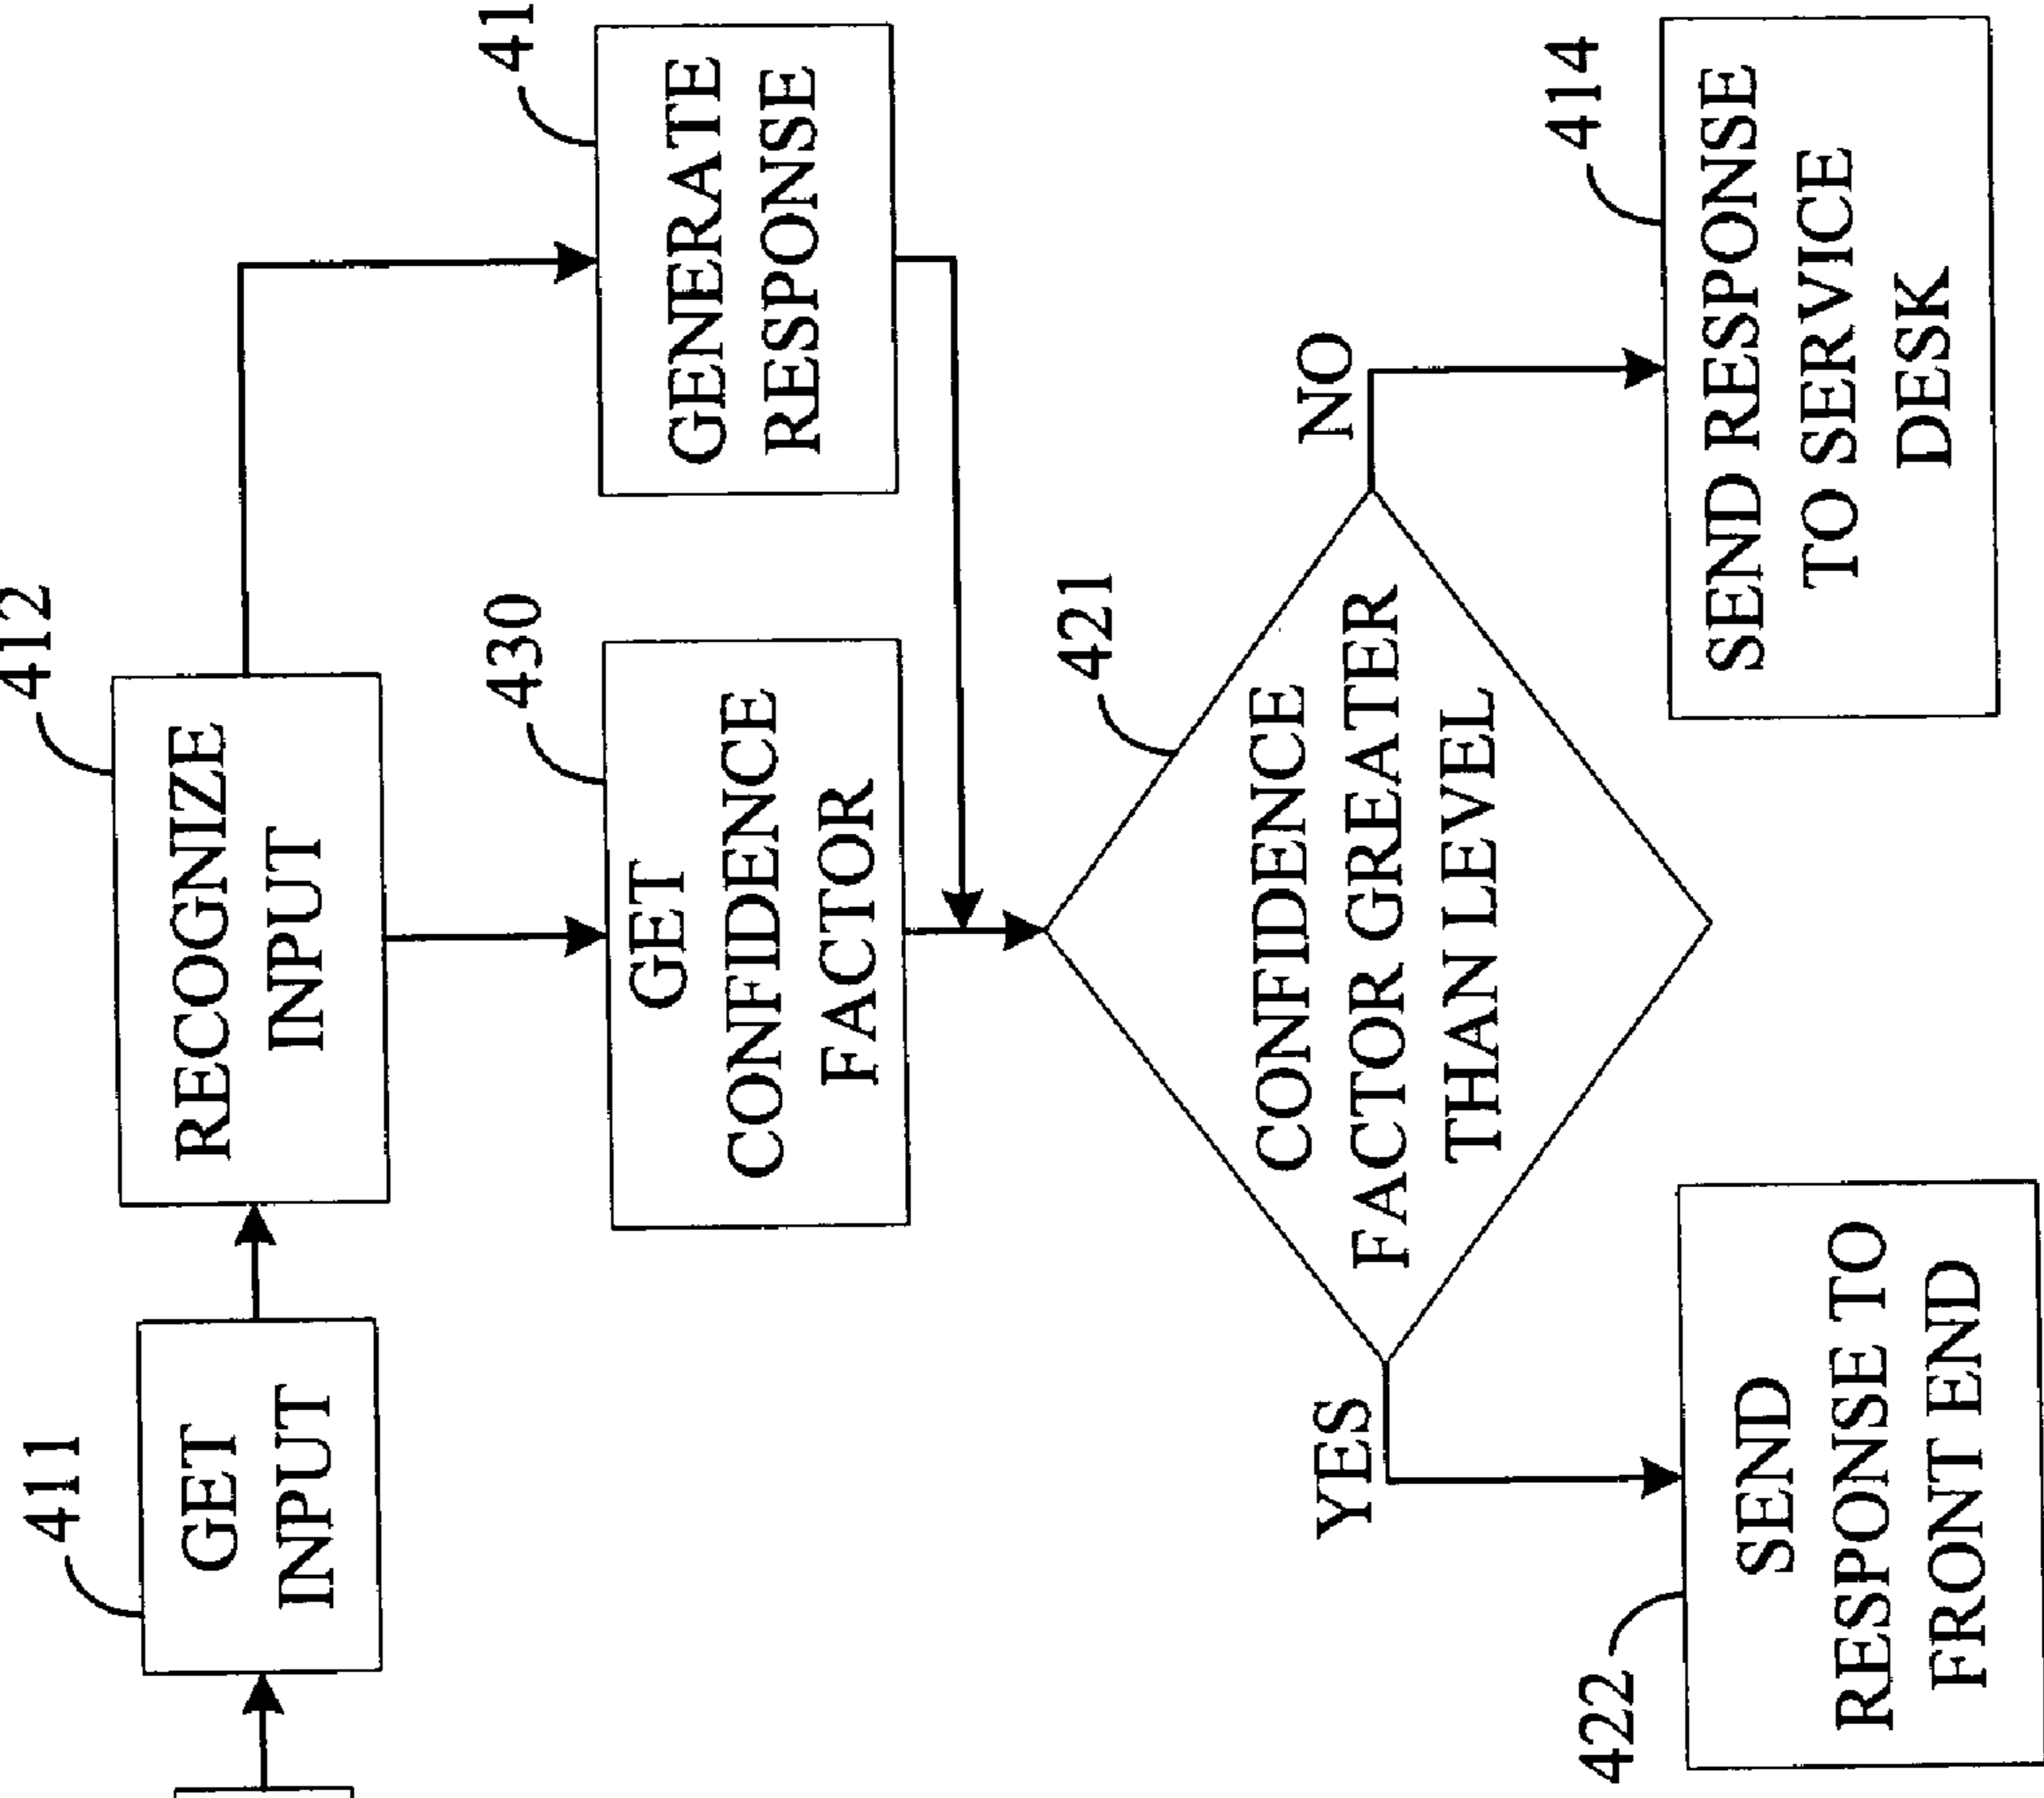 411
GET
INPUT
412
RECOGNIZE
INPUT
430
GET
CONFIDENCE
FACTOR
41
GENERATE
RESPONSE
421
CONFIDENCE
FACTOR GREATER
THAN LEVEL
YES
NO
422
SEND
RESPONSE TO
FRONT END
414
SEND RESPONSE
TO SERVICE
DESK